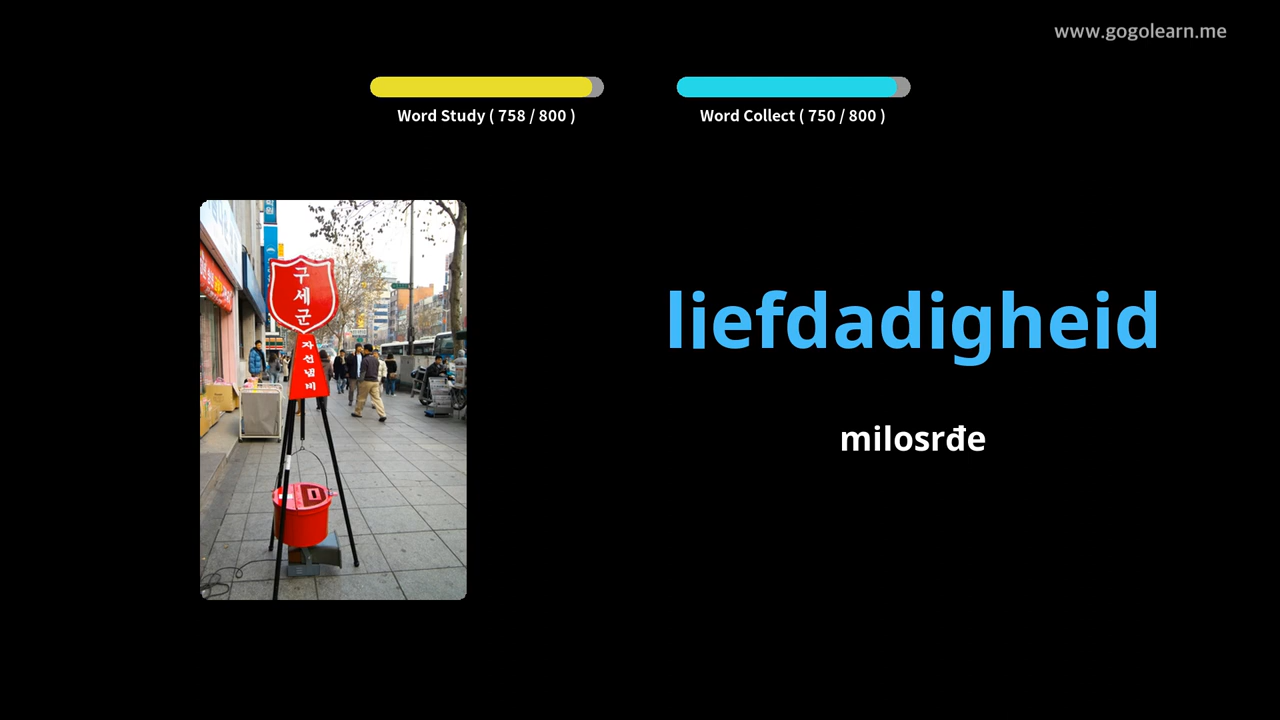 www.gogolearn.me
Word Study ( 758 / 800 )
Word Collect ( 750 / 800 )
구세군
자선냄비
liefdadigheid
milosrđe